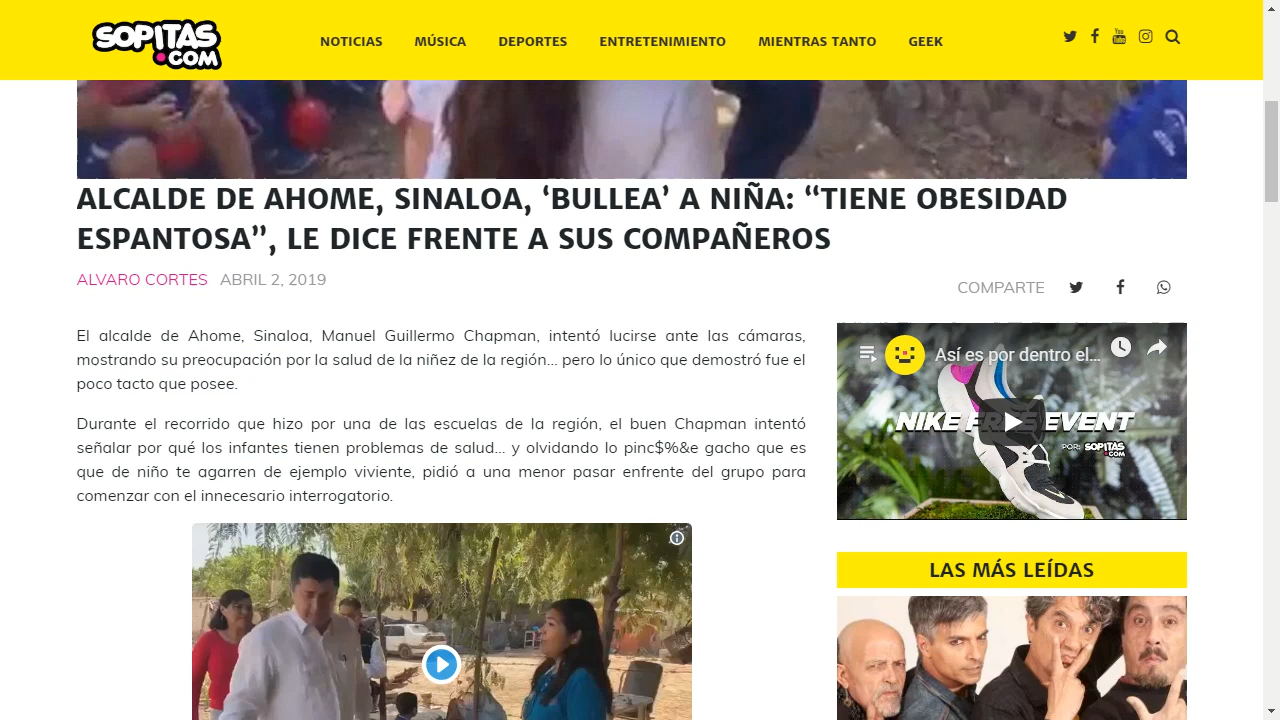 SOPITAS
.COM
NOTICIAS MÚSICA DEPORTES ENTRETENIMIENTO MIENTRAS TANTO GEEK
ALCALDE DE AHOME, SINALOA, ‘BULLEA’ A NIÑA: “TIENE OBESIDAD
ESPANTOSA”, LE DICE FRENTE A SUS COMPAÑEROS
ALVARO CORTES ABRIL 2, 2019
COMPARTE
El alcalde de Ahome, Sinaloa, Manuel Guillermo Chapman, intentó lucirse ante las cámaras,
mostrando su preocupación por la salud de la niñez de la región… pero lo único que demostró fue el
poco tacto que posee.
Durante el recorrido que hizo por una de las escuelas de la región, el buen Chapman intentó
señalar por qué los infantes tienen problemas de salud… y olvidando lo pinc$%&e gacho que es
que de niño te agarren de ejemplo viviente, pidió a una menor pasar enfrente del grupo para
comenzar con el innecesario interrogatorio.
Así es por dentro el...
NIKE FREE EVENT
POR: SOPITAS
.COM
LAS MÁS LEÍDAS